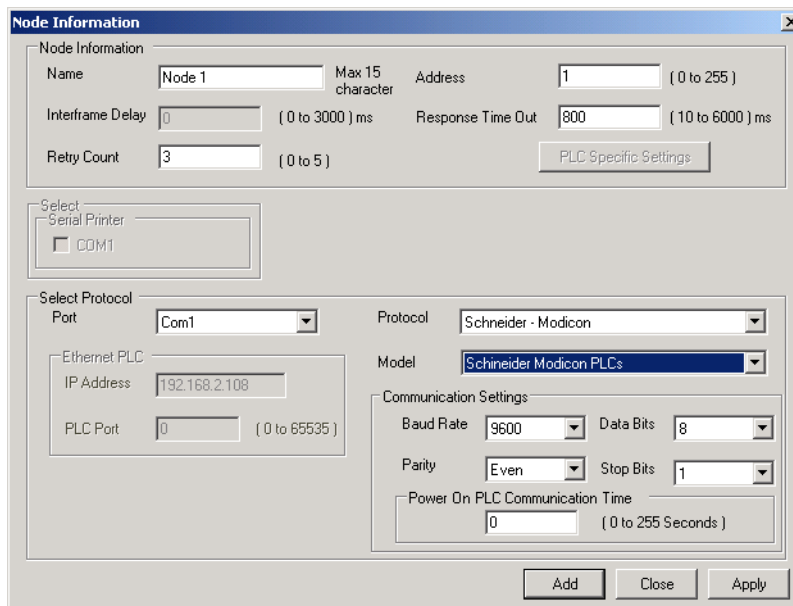 Node Information
Node Information
Name Node 1 Max 15 character Address 1 ( 0 to 255 )
Interframe Delay 0 ( 0 to 3000 ) ms Response Time Out 800 ( 10 to 6000 ) ms
Retry Count 3 ( 0 to 5 ) PLC Specific Settings
Select
Serial Printer
COM1
Select Protocol
Port Com1 Protocol Schneider - Modicon
Ethernet PLC Model Schineider Modicon PLCs
IP Address 192.168.2.108
PLC Port 0 ( 0 to 65535 )
Communication Settings
Baud Rate 9600 Data Bits 8
Parity Even Stop Bits 1
Power On PLC Communication Time
0 ( 0 to 255 Seconds )
Add Close Apply